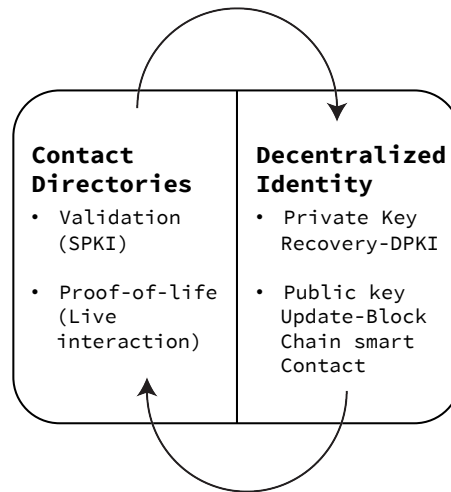 Contact
Directories
• Validation
(SPKI)
• Proof-of-life
(Live
interaction)
Decentralized
Identity
• Private Key
Recovery-DPKI
• Public key
Update-Block
Chain smart
Contact